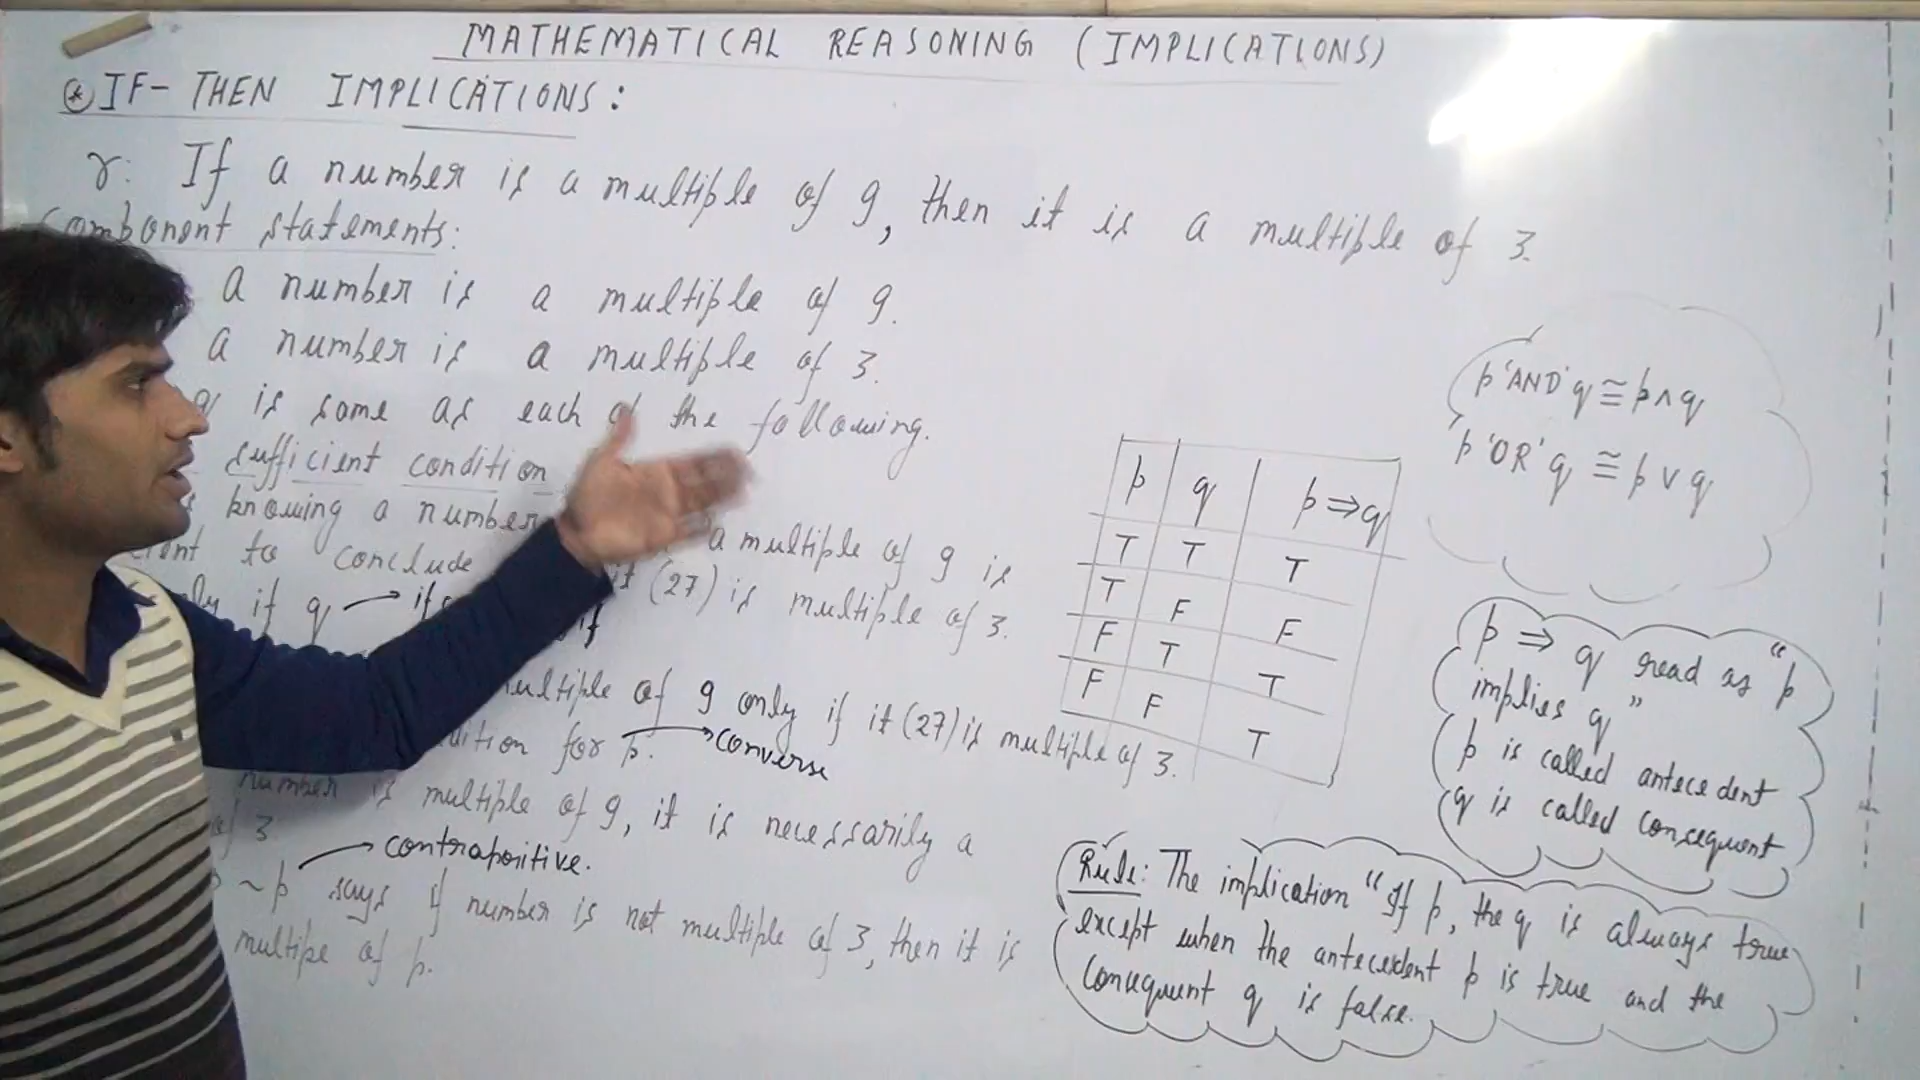 MATHEMATICAL REASONING (IMPLICATIONS)
* IF-THEN IMPLICATIONS:
r: If a number is a multiple of 9, then it is a multiple of 3.
Component statements:
a number is a multiple of 9.
a number is a multiple of 3.
q is same as each of the following.
sufficient condition
knowing a number a multiple of 9 is
to conclude it (27) is multiple of 3.
if q → if
multiple of 9 only if it (27) is multiple of 3.
for p. → converse
number is multiple of 9, it is necessarily a
of 3
~p → contrapositive.
says if number is not multiple of 3, then it is
multipe of p.
p q p ⇒ q
T T T
T F F
F T T
F F T
p 'AND' q ≅ p ∧ q
p 'OR' q ≅ p ∨ q
p ⇒ q read as "p
implies q"
p is called antecedent
q is called consequent
Rule: The implication "If p, the q is always true
except when the antecedent p is true and the
consequent q is false.